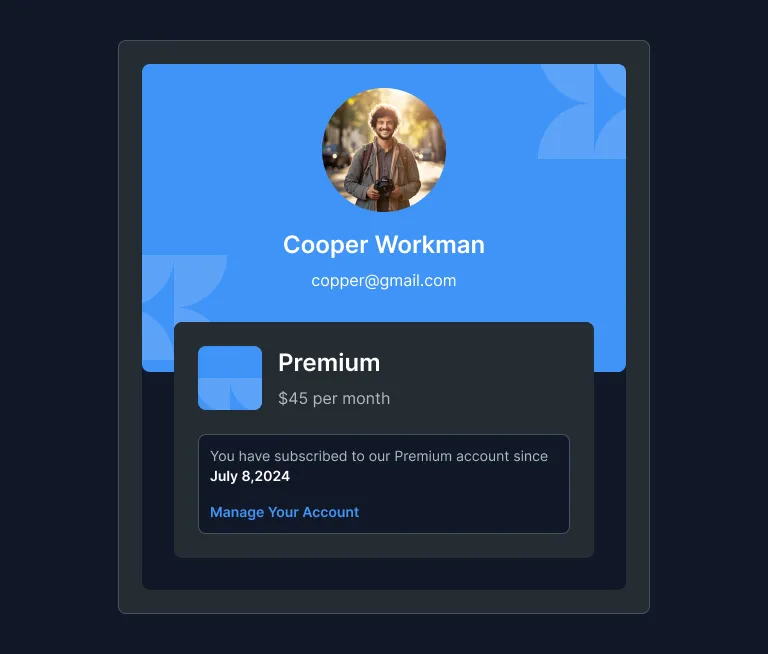 Cooper Workman
copper@gmail.com
Premium
$45 per month
You have subscribed to our Premium account since
July 8,2024
Manage Your Account